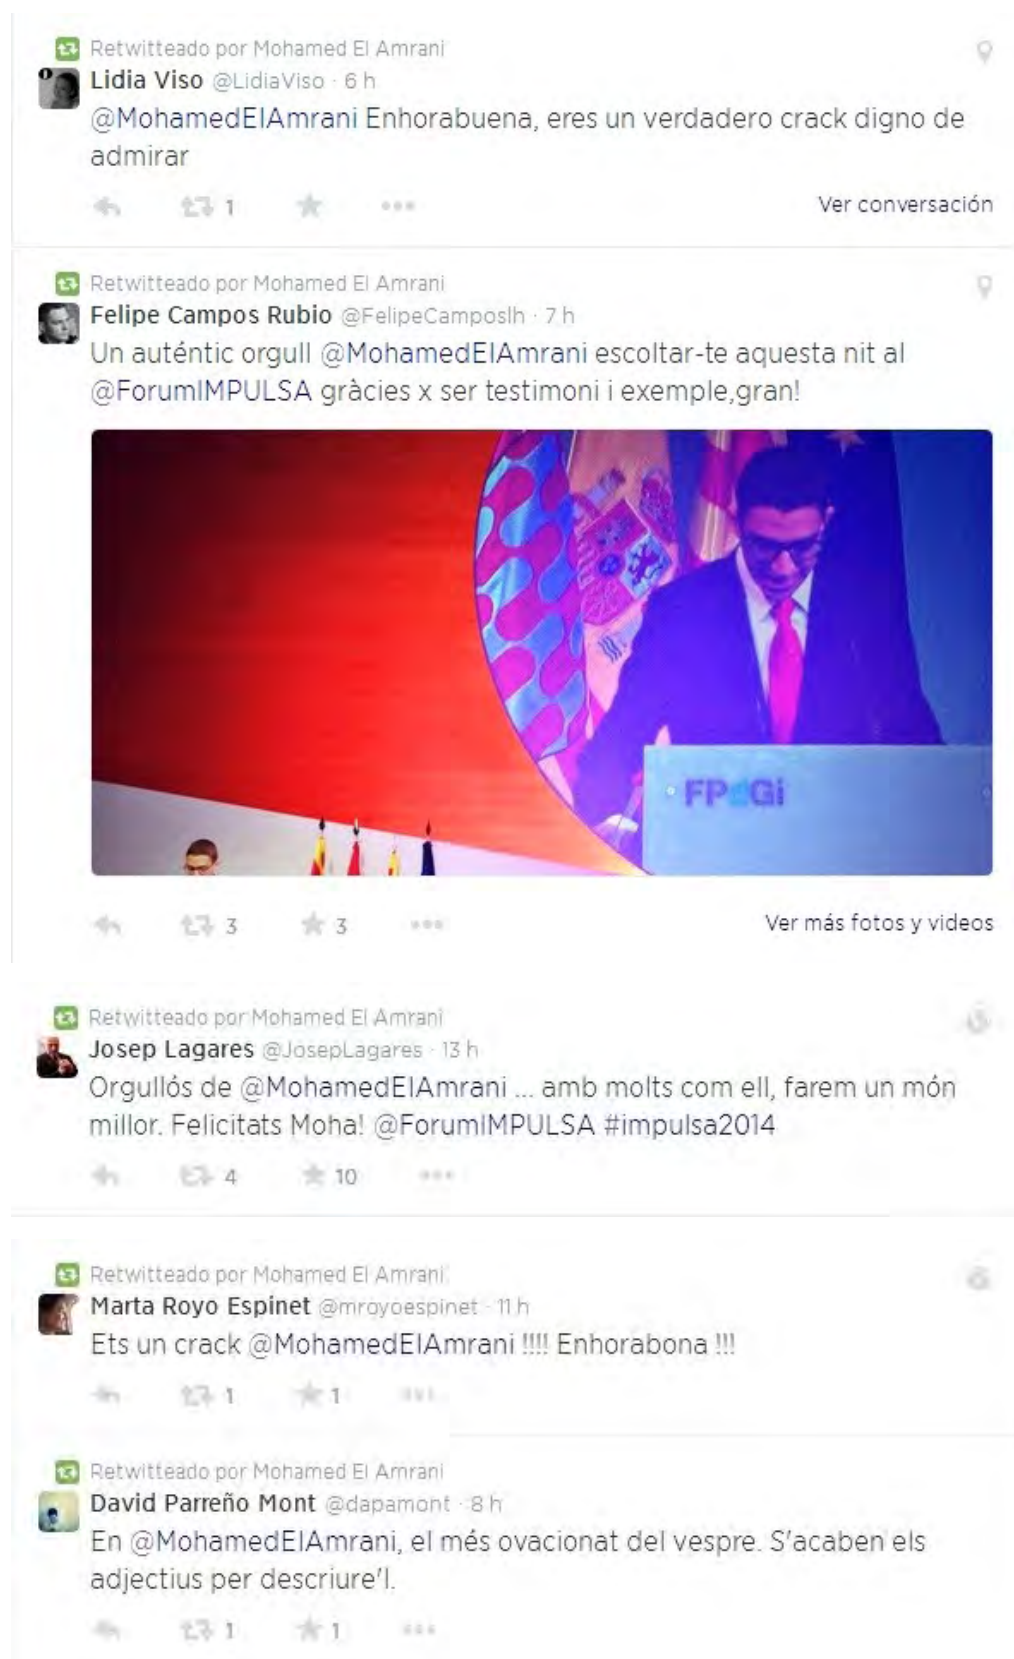 Retwitteado por Mohamed El Amrani
Lidia Viso @LidiaViso · 6 h
@MohamedElAmrani Enhorabuena, eres un verdadero crack digno de
admirar
1
Ver conversación
Retwitteado por Mohamed El Amrani
Felipe Campos Rubio @FelipeCamposlh · 7 h
Un auténtic orgull @MohamedElAmrani escoltar-te aquesta nit al
@ForumIMPULSA gràcies x ser testimoni i exemple,gran!
FPdGi
3 3
Ver más fotos y videos
Retwitteado por Mohamed El Amrani
Josep Lagares @JosepLagares · 13 h
Orgullós de @MohamedElAmrani ... amb molts com ell, farem un món
millor. Felicitats Moha! @ForumIMPULSA #impulsa2014
4 10
Retwitteado por Mohamed El Amrani
Marta Royo Espinet @mroyoespinet · 11 h
Ets un crack @MohamedElAmrani !!!! Enhorabona !!!
1 1
Retwitteado por Mohamed El Amrani
David Parreño Mont @dapamont · 8 h
En @MohamedElAmrani, el més ovacionat del vespre. S'acaben els
adjectius per descriure'l.
1 1